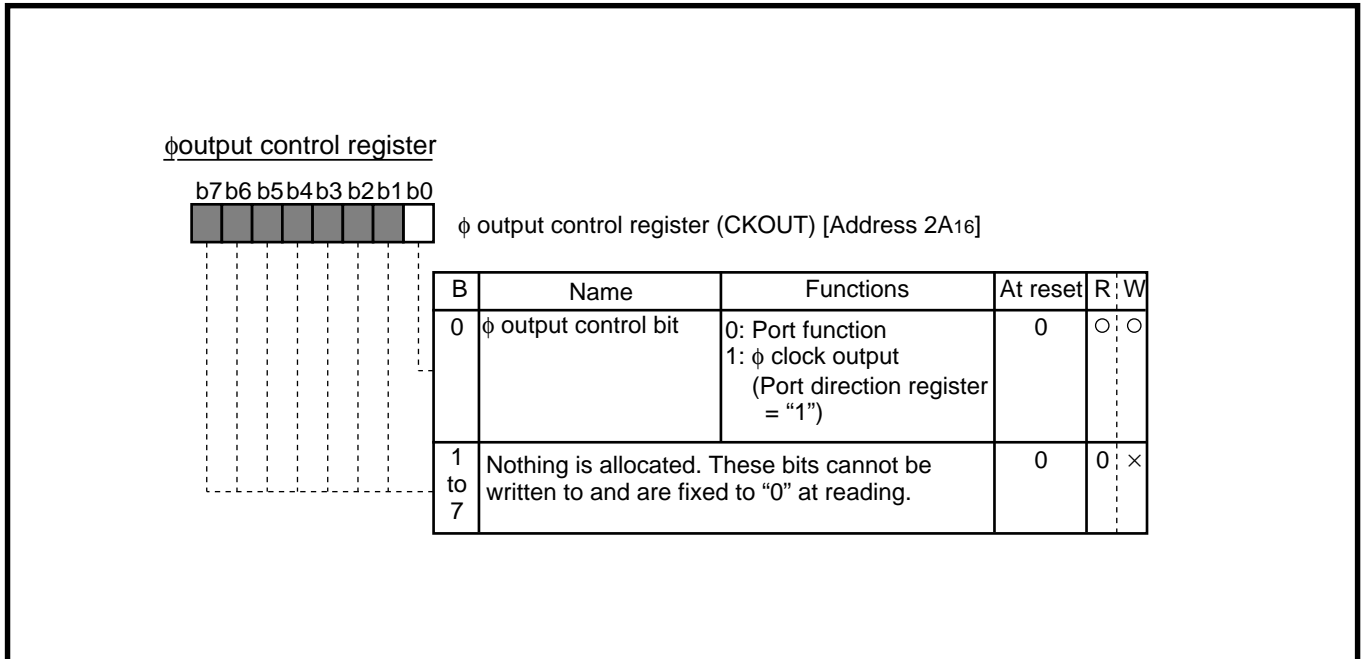 ϕoutput control register
b7 b6 b5 b4 b3 b2 b1 b0
ϕ output control register (CKOUT) [Address 2A16]
B Name Functions At reset R W
0 ϕ output control bit 0: Port function 0 ○ ○
1: ϕ clock output
(Port direction register
= “1”)
1 to 7 Nothing is allocated. These bits cannot be 0 0 ×
written to and are fixed to “0” at reading.